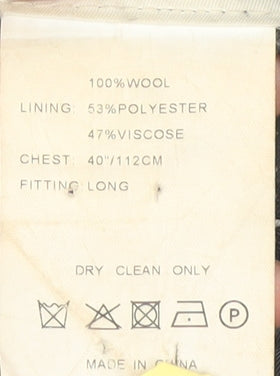 100%WOOL
LINING: 53%POLYESTER
47%VISCOSE
CHEST: 40"/112CM
FITTING LONG
DRY CLEAN ONLY
P
MADE IN CHINA